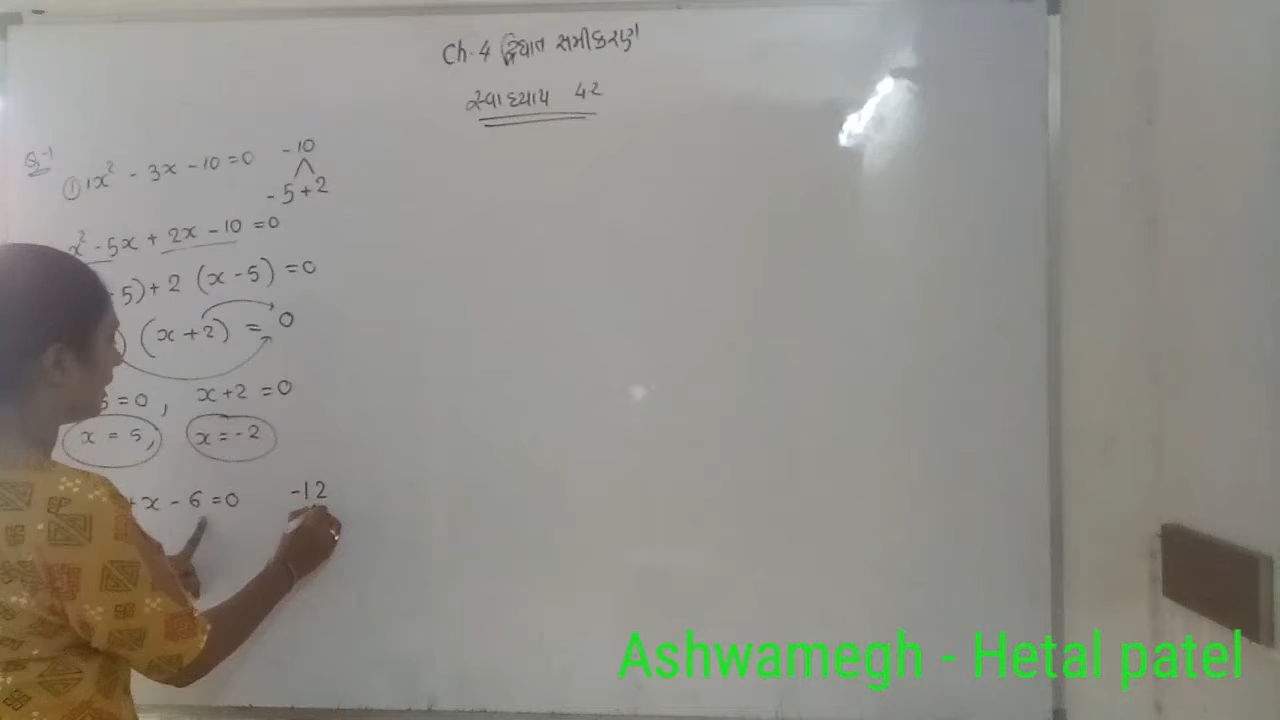 Ch-4 દ્વિઘાત સમીકરણ
સ્વાધ્યાય 4.2
Q-1
① 1x² - 3x - 10 = 0 -10
-5 +2
x² - 5x + 2x - 10 = 0
5) + 2 (x - 5) = 0
(x + 2) = 0
= 0, x + 2 = 0
x = 5, x = -2
+ x - 6 = 0 -12
Ashwamegh - Hetal patel